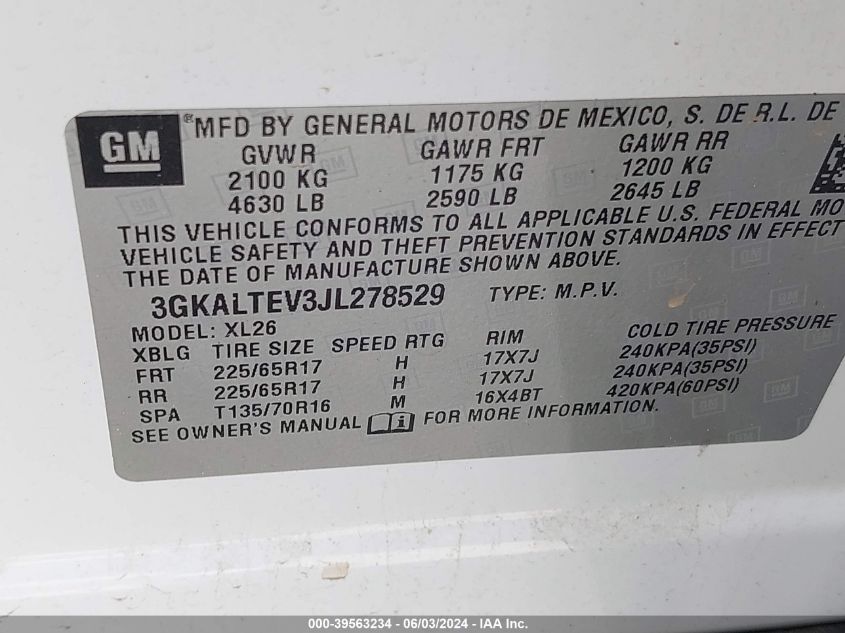 GM ®MFD BY GENERAL MOTORS DE MEXICO, S. DE R.L. DE
GVWR GAWR FRT GAWR RR
2100 KG 1175 KG 1200 KG
4630 LB 2590 LB 2645 LB
THIS VEHICLE CONFORMS TO ALL APPLICABLE U.S. FEDERAL MO
VEHICLE SAFETY AND THEFT PREVENTION STANDARDS IN EFFECT
THE DATE OF MANUFACTURE SHOWN ABOVE.
3GKALTEV3JL278529 TYPE: M.P.V.
MODEL: XL26
XBLG TIRE SIZE SPEED RTG RIM COLD TIRE PRESSURE
FRT 225/65R17 H 17X7J 240KPA(35PSI)
RR 225/65R17 H 17X7J 240KPA(35PSI)
SPA T135/70R16 M 16X4BT 420KPA(60PSI)
SEE OWNER'S MANUAL FOR MORE INFORMATION.
000-39563234 - 06/03/2024 - IAA Inc.